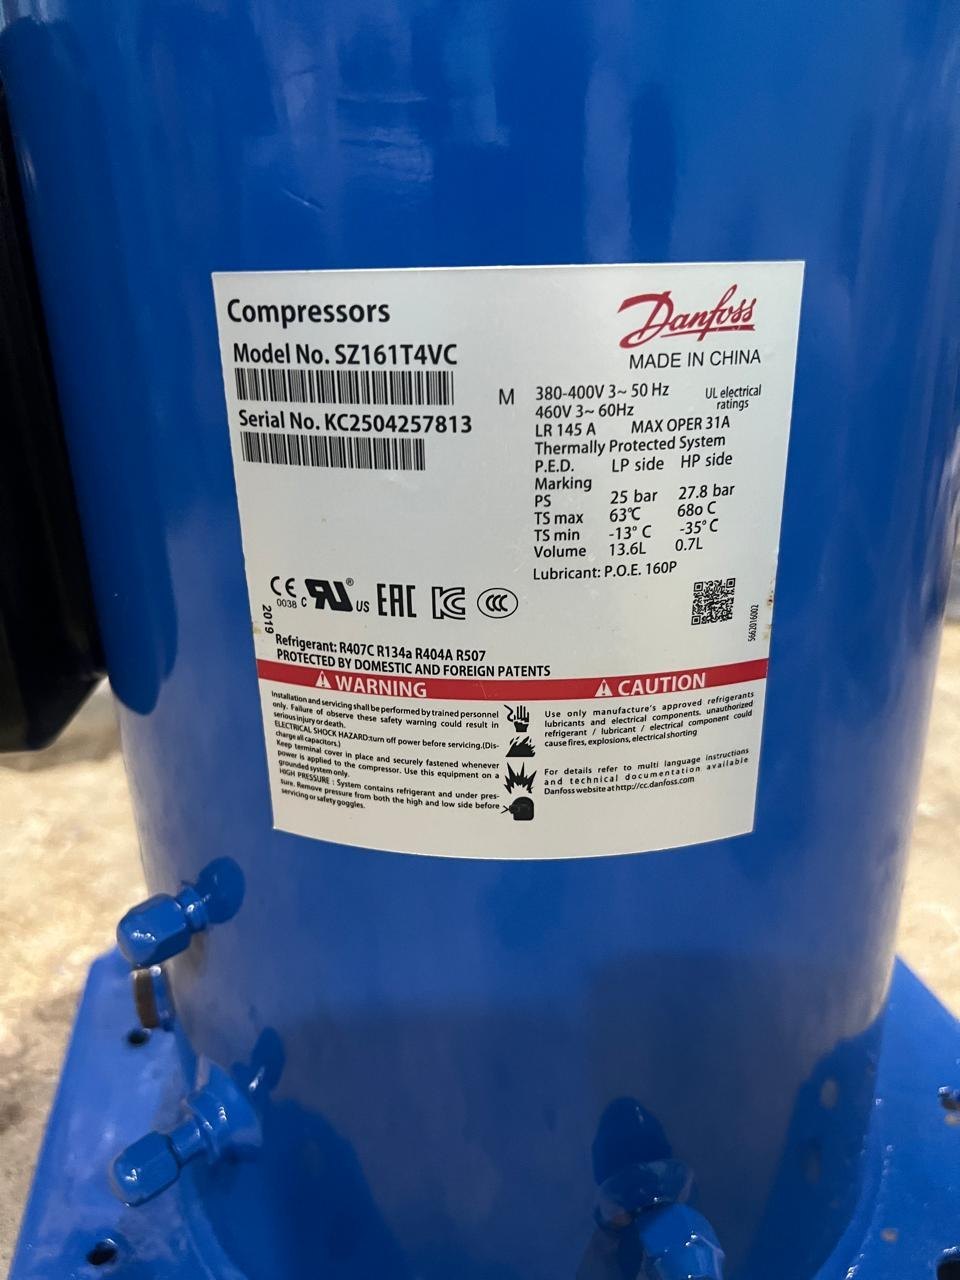 Compressors
Danfoss
MADE IN CHINA
Model No. SZ161T4VC
Serial No. KC2504257813
M
380-400V 3~ 50 Hz
460V 3~ 60Hz
UL electrical
ratings
LR 145 A MAX OPER 31A
Thermally Protected System
P.E.D. LP side HP side
Marking
PS 25 bar 27.8 bar
TS max 63℃ 68o C
TS min -13° C -35° C
Volume 13.6L 0.7L
Lubricant: P.O.E. 160P
CE
0038
c RU ® US EAC KC CCC
2019
5662016002
Refrigerant: R407C R134a R404A R507
PROTECTED BY DOMESTIC AND FOREIGN PATENTS
WARNING
Installation and servicing shall be performed by trained personnel
only. Failure of observe these safety warning could result in
serious injury or death.
ELECTRICAL SHOCK HAZARD:turn off power before servicing.(Dis-
charge all capacitors.)
Keep terminal cover in place and securely fastened whenever
power is applied to the compressor. Use this equipment on a
grounded system only.
HIGH PRESSURE : System contains refrigerant and under pres-
sure. Remove pressure from both the high and low side before
servicing or safety goggles.
CAUTION
Use only manufacture's approved refrigerants
lubricants and electrical components. unauthorized
refrigerant / lubricant / electrical component could
cause fires, explosions, electrical shorting
For details refer to multi language instructions
and technical documentation available
Danfoss website at http://cc.danfoss.com